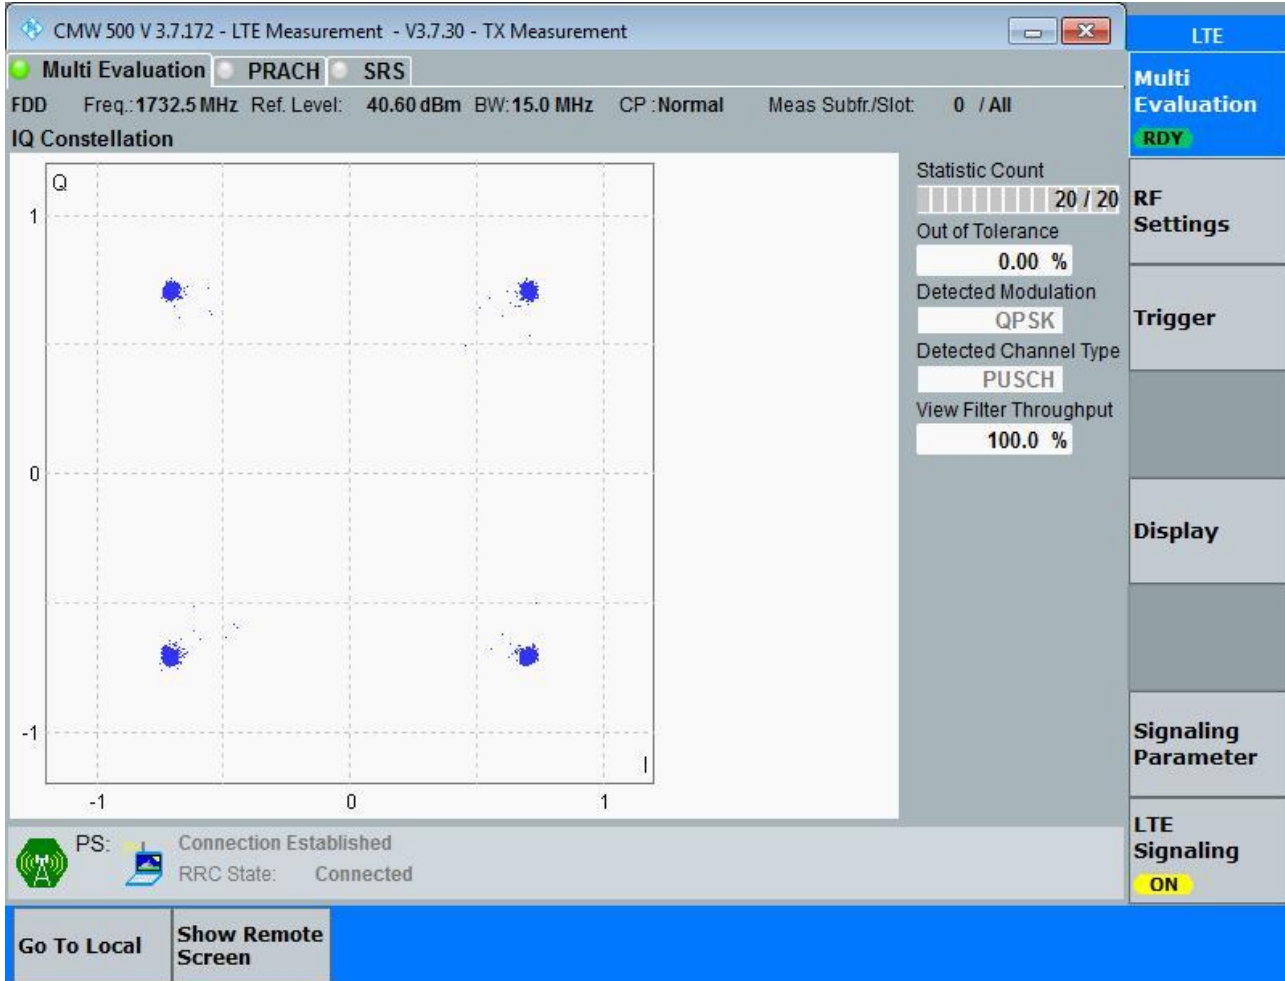 CMW 500 V 3.7.172 - LTE Measurement - V3.7.30 - TX Measurement
LTE
Multi Evaluation PRACH SRS
Multi
Evaluation
RDY
FDD Freq.:1732.5 MHz Ref. Level: 40.60 dBm BW:15.0 MHz CP :Normal Meas Subfr./Slot: 0 / All
IQ Constellation
Q
1
0
-1
-1 0 1
I
Statistic Count
20 / 20
Out of Tolerance
0.00 %
Detected Modulation
QPSK
Detected Channel Type
PUSCH
View Filter Throughput
100.0 %
RF
Settings
Trigger
Display
Signaling
Parameter
LTE
Signaling
ON
PS: Connection Established
RRC State: Connected
Go To Local
Show Remote
Screen